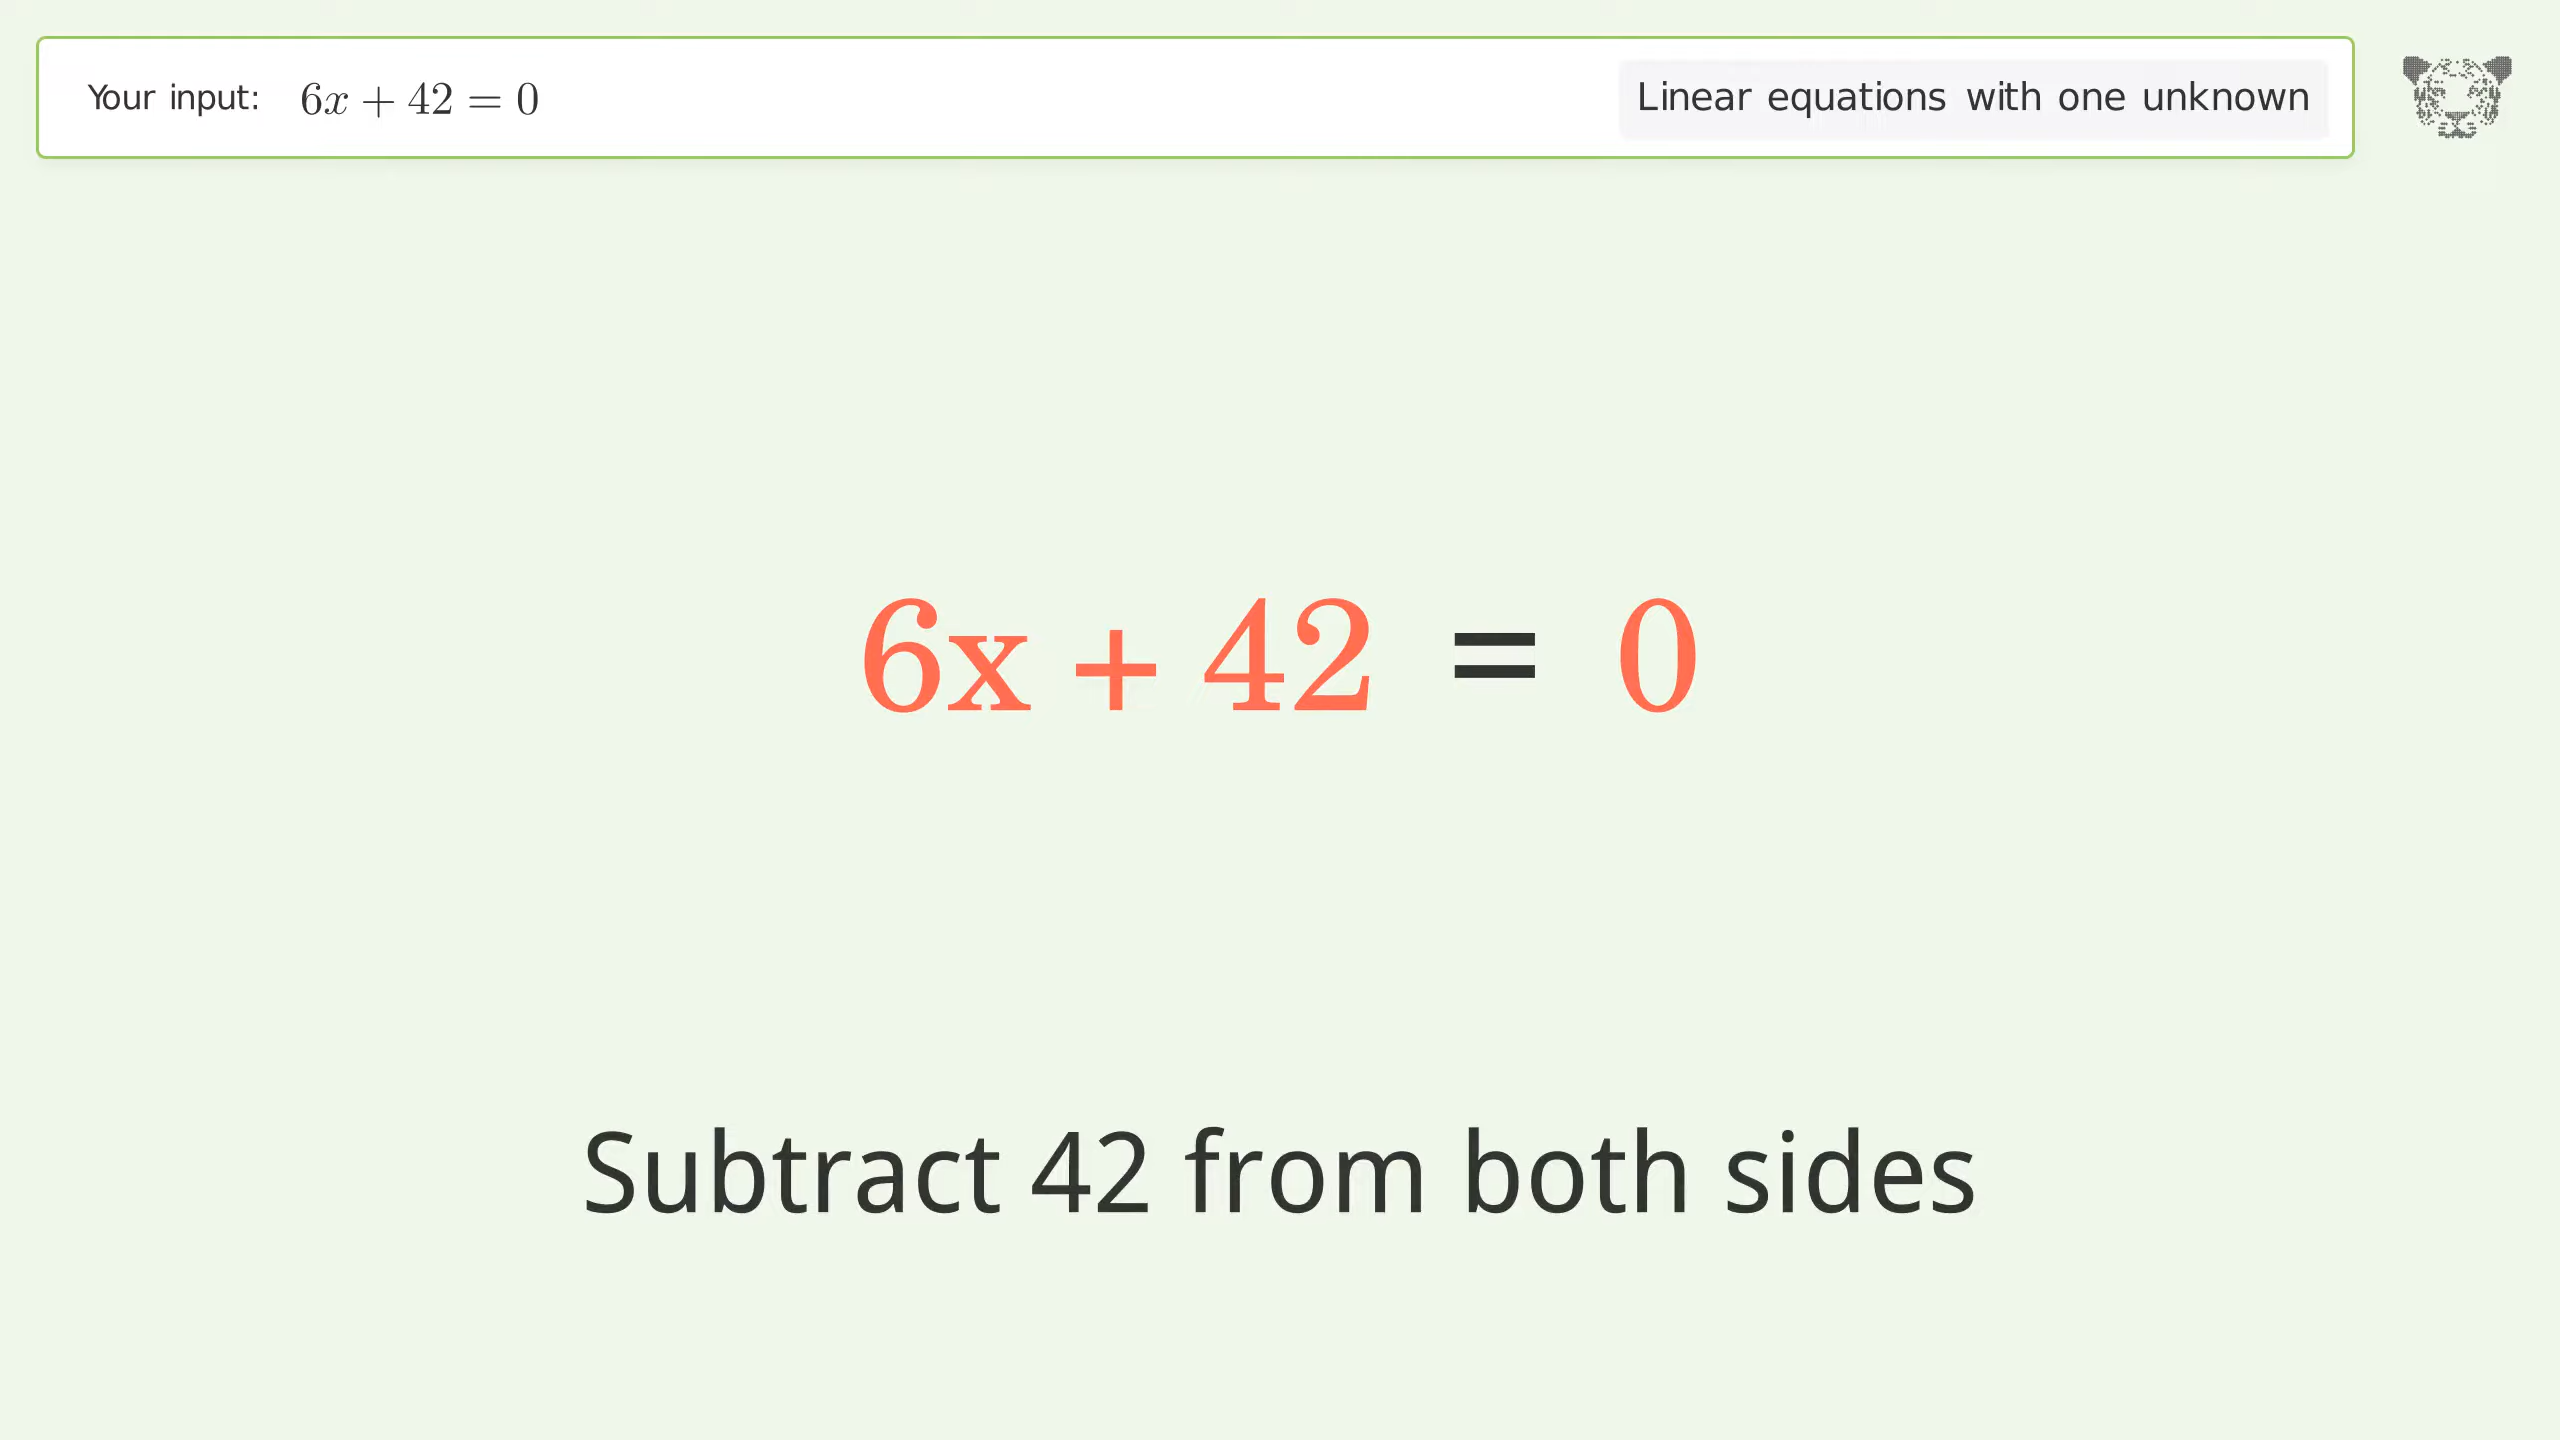 Your input: 6x + 42 = 0
Linear equations with one unknown
6x + 42 = 0
Subtract 42 from both sides